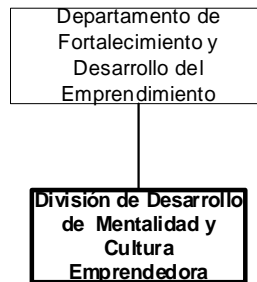 Departamento de
Fortalecimiento y
Desarrollo del
Emprendimiento
División de Desarrollo
de Mentalidad y
Cultura
Emprendedora